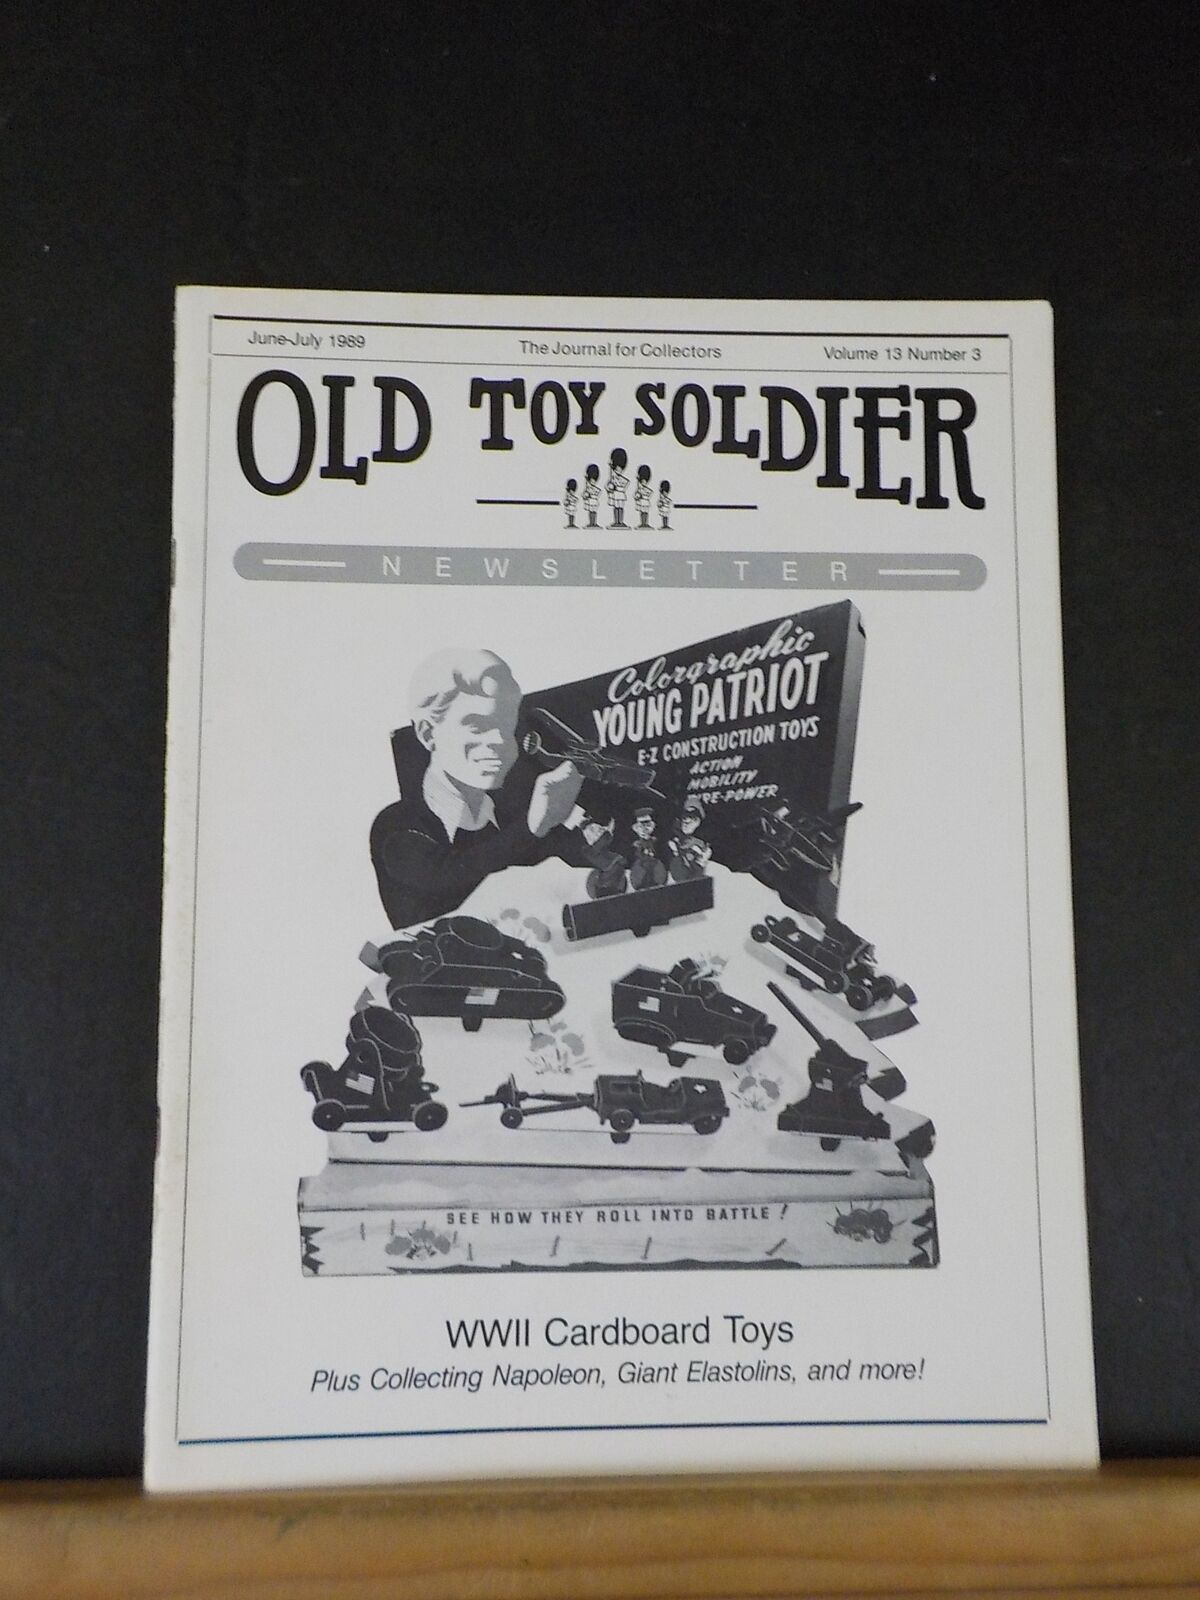 June-July 1989
The Journal for Collectors
Volume 13 Number 3
OLD TOY SOLDIER
NEWSLETTER
Colorgraphic
YOUNG PATRIOT
E-Z CONSTRUCTION TOYS
ACTION
MOBILITY
FIRE-POWER
SEE HOW THEY ROLL INTO BATTLE!
WWII Cardboard Toys
Plus Collecting Napoleon, Giant Elastolins, and more!